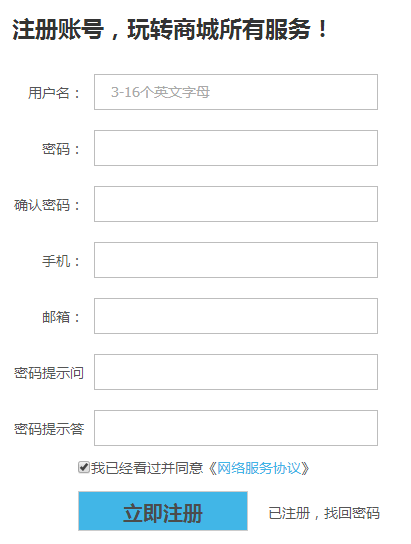 注册账号，玩转商城所有服务！
用户名： 3-16个英文字母
密码：
确认密码：
手机：
邮箱：
密码提示问
密码提示答
我已经看过并同意《网络服务协议》
立即注册 已注册，找回密码